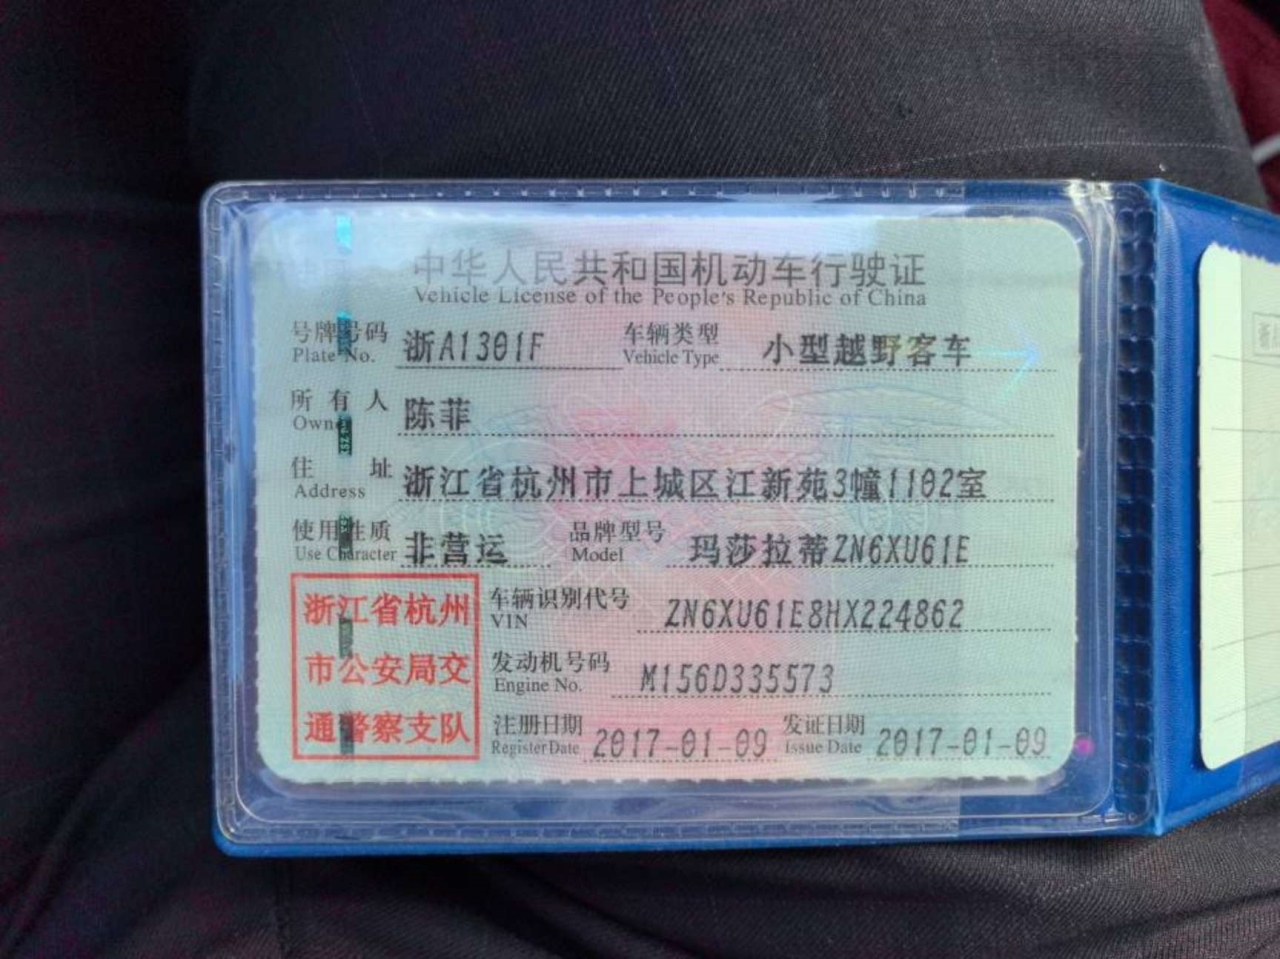 中华人民共和国机动车行驶证
Vehicle License of the People's Republic of China
号牌号码 浙A1301F 车辆类型 小型越野客车
Plate No. Vehicle Type
所有人 陈菲
Owner
住址 浙江省杭州市上城区江新苑3幢1102室
Address
使用性质 非营运 品牌型号 玛莎拉蒂ZN6XU61E
Use Character Model
浙江省杭州
市公安局交
通警察支队
车辆识别代号 ZN6XU61E8HX224862
VIN
发动机号码 M156D335573
Engine No.
注册日期 2017-01-09 发证日期 2017-01-09
Register Date Issue Date